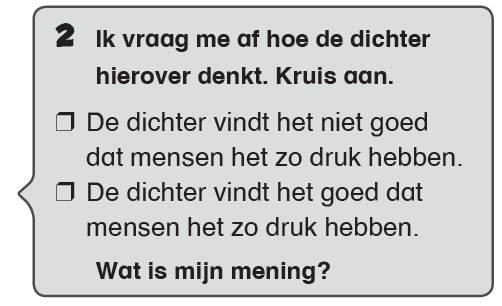 2 Ik vraag me af hoe de dichter
hierover denkt. Kruis aan.
❒ De dichter vindt het niet goed
dat mensen het zo druk hebben.
❒ De dichter vindt het goed dat
mensen het zo druk hebben.
Wat is mijn mening?